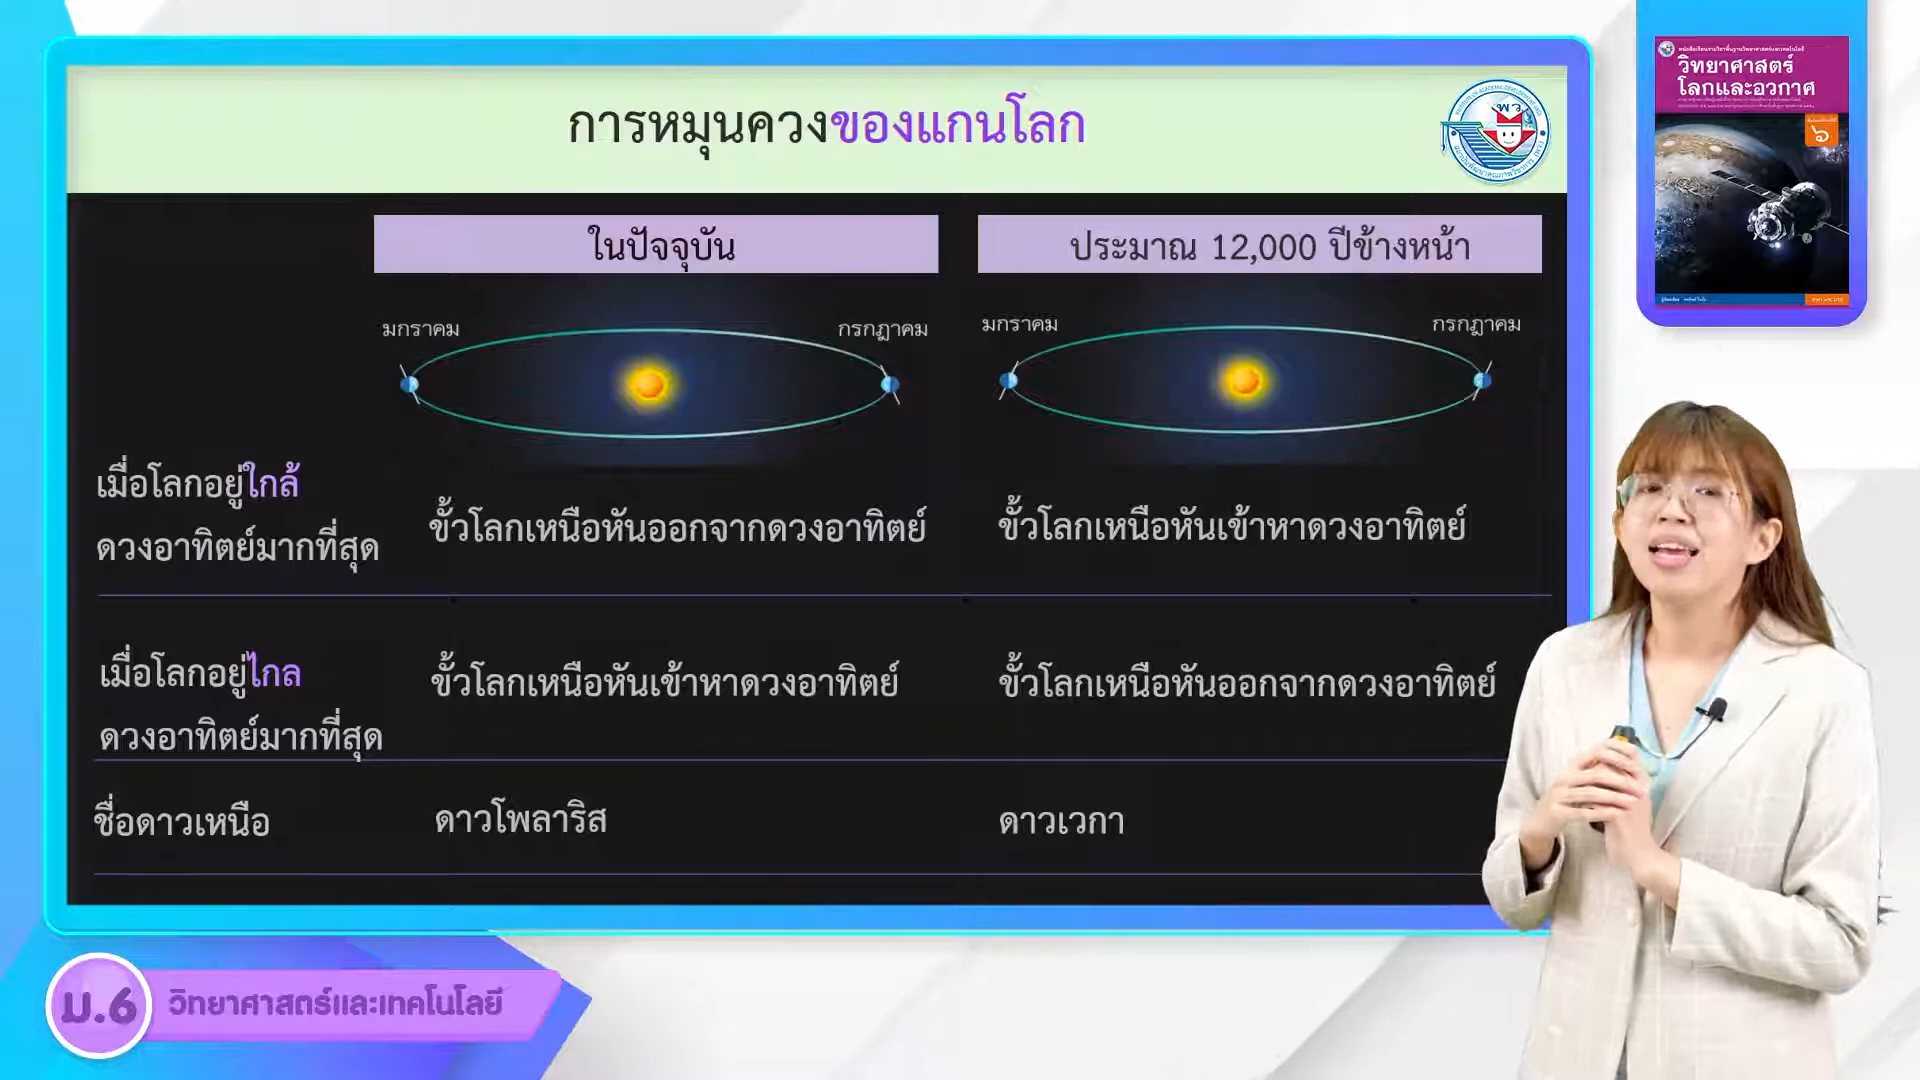 การหมุนควงของแกนโลก
พว.
ในปัจจุบัน
ประมาณ 12,000 ปีข้างหน้า
มกราคม
กรกฎาคม
มกราคม
กรกฎาคม
เมื่อโลกอยู่ใกล้
ดวงอาทิตย์มากที่สุด
ขั้วโลกเหนือหันออกจากดวงอาทิตย์
ขั้วโลกเหนือหันเข้าหาดวงอาทิตย์
เมื่อโลกอยู่ไกล
ดวงอาทิตย์มากที่สุด
ขั้วโลกเหนือหันเข้าหาดวงอาทิตย์
ขั้วโลกเหนือหันออกจากดวงอาทิตย์
ชื่อดาวเหนือ
ดาวโพลาริส
ดาวเวกา
วิทยาศาสตร์
โลกและอวกาศ
๖
ม.6
วิทยาศาสตร์และเทคโนโลยี